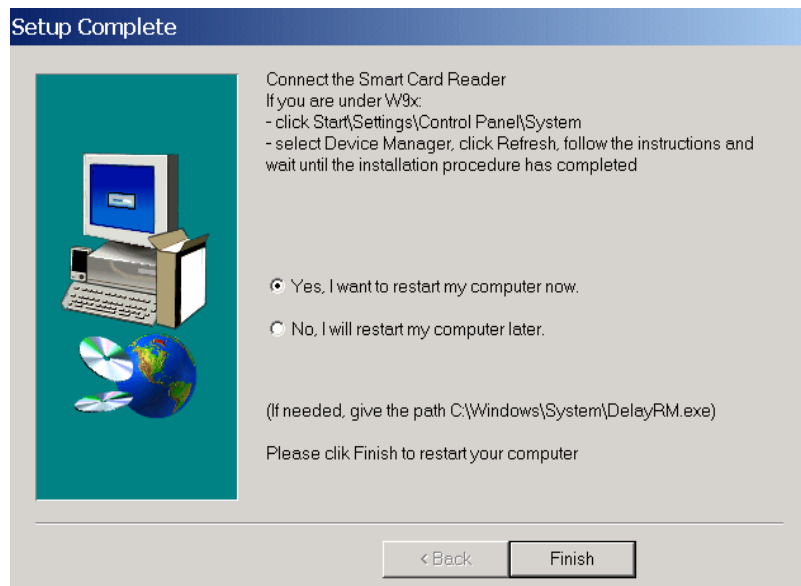 Setup Complete
Connect the Smart Card Reader
If you are under W9x:
- click Start\Settings\Control Panel\System
- select Device Manager, click Refresh, follow the instructions and
wait until the installation procedure has completed
Yes, I want to restart my computer now.
No, I will restart my computer later.
(If needed, give the path C:\Windows\System\DelayRM.exe)
Please clik Finish to restart your computer
< Back
Finish